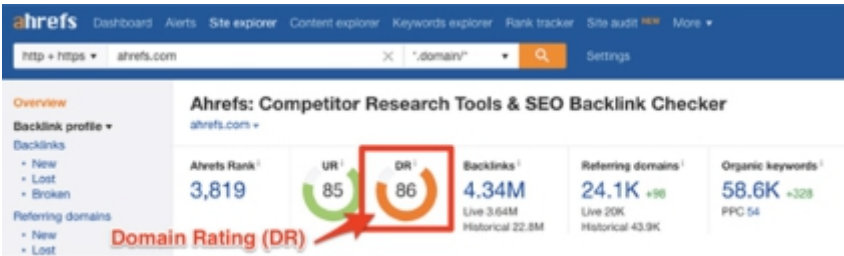 ahrefs Dashboard Alerts Site explorer Content explorer Keywords explorer Rank tracker Site audit NEW More
http + https ahrefs.com *.domain/* Settings
Overview
Backlink profile
Backlinks
New
Lost
Broken
Referring domains
New
Lost
Ahrefs: Competitor Research Tools & SEO Backlink Checker
ahrefs.com
Ahrefs Rank UR DR Backlinks Referring domains Organic keywords
3,819 85 86 4.34M 24.1K +98 58.6K +328
Live 3.64M Live 20K PPC 54
Historical 22.8M Historical 43.9K
Domain Rating (DR)